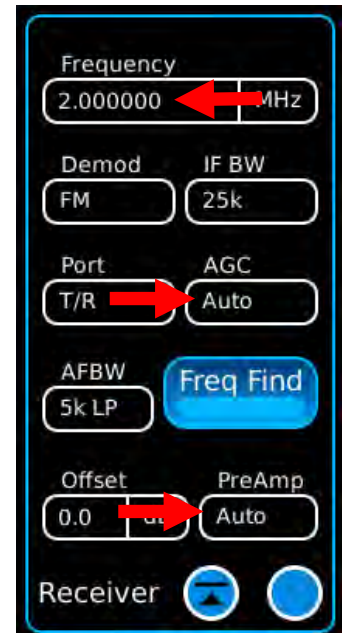 Frequency
2.000000 MHz
Demod IF BW
FM 25k
Port AGC
T/R Auto
AFBW
Freq Find
5k LP
Offset PreAmp
0.0 Auto
Receiver